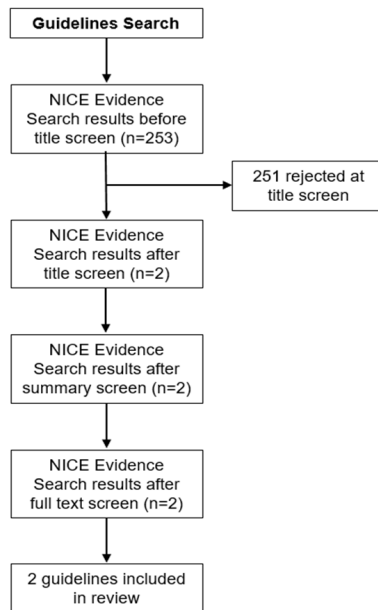 Guidelines Search
NICE Evidence
Search results before
title screen (n=253)
251 rejected at
title screen
NICE Evidence
Search results after
title screen (n=2)
NICE Evidence
Search results after
summary screen (n=2)
NICE Evidence
Search results after
full text screen (n=2)
2 guidelines included
in review